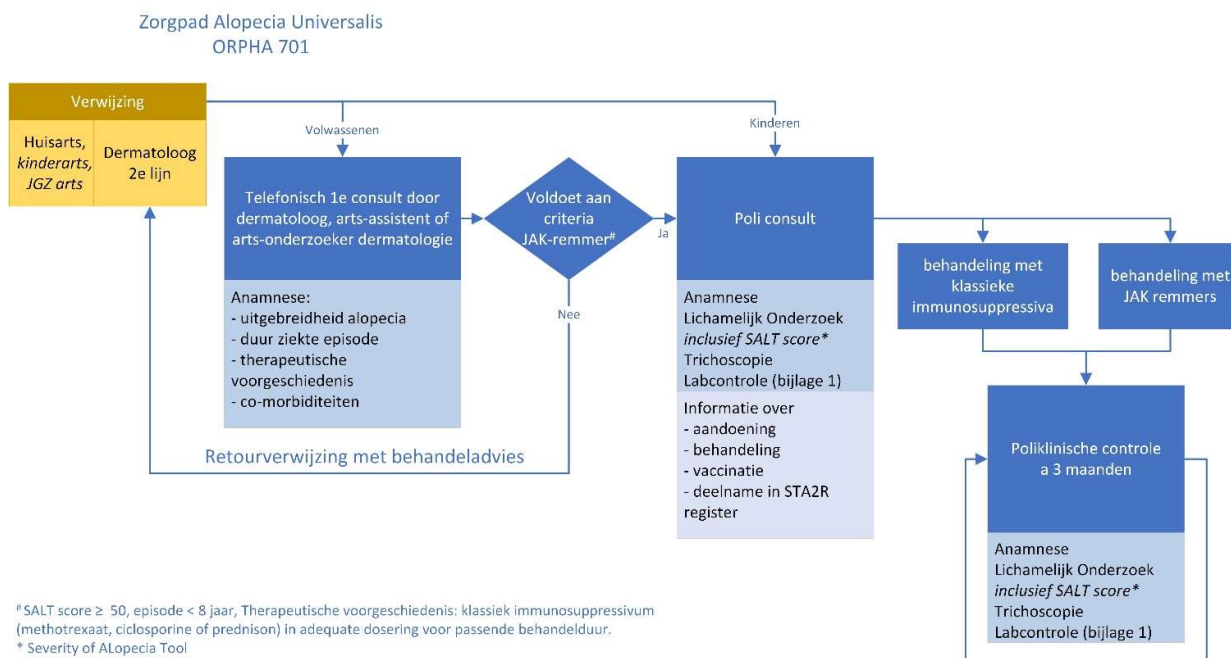 Zorgpad Alopecia Universalis
ORPHA 701
Verwijzing
Huisarts,
kinderarts,
JGZ arts
Dermatoloog
2e lijn
Volwassenen
Kinderen
Telefonisch 1e consult door
dermatoloog, arts-assistent of
arts-onderzoeker dermatologie
Anamnese:
- uitgebreidheid alopecia
- duur ziekte episode
- therapeutische
voorgeschiedenis
- co-morbiditeiten
Voldoet aan
criteria
JAK-remmer#
Ja
Nee
Retourverwijzing met behandeladvies
Poli consult
Anamnese
Lichamelijk Onderzoek
inclusief SALT score*
Trichoscopie
Labcontrole (bijlage 1)
Informatie over
- aandoening
- behandeling
- vaccinatie
- deelname in STA2R
register
behandeling met
klassieke
immunosuppressiva
behandeling met
JAK remmers
Poliklinische controle
a 3 maanden
Anamnese
Lichamelijk Onderzoek
inclusief SALT score*
Trichoscopie
Labcontrole (bijlage 1)
# SALT score ≥ 50, episode < 8 jaar, Therapeutische voorgeschiedenis: klassiek immunosuppressivum
(methotrexaat, ciclosporine of prednison) in adequate dosering voor passende behandelduur.
* Severity of ALopecia Tool